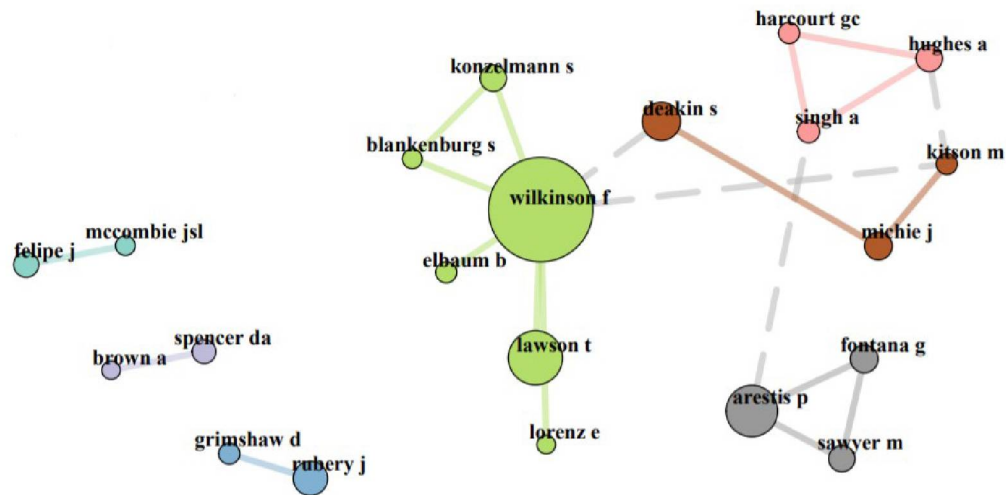 harcourt gc
hughes a
konzelmann s
deakin s
singh a
blankenburg s
kitson m
wilkinson f
mccombie jsl
felipe j
elbaum b
michie j
spencer da
brown a
lawson t
fontana g
arestis p
grimshaw d
lorenz e
sawyer m
rubery j